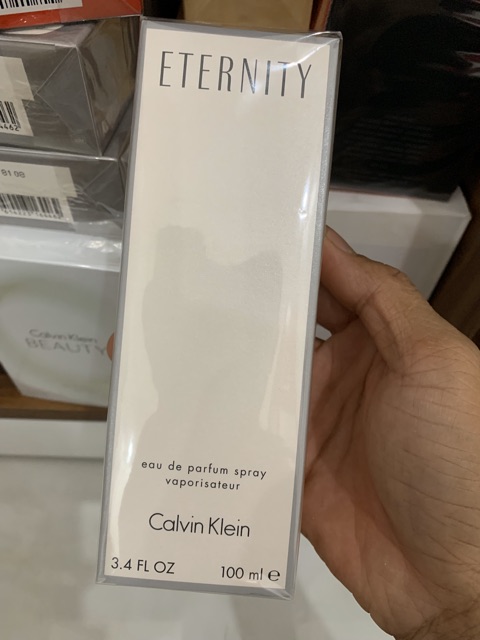 ETERNITY
eau de parfum spray
vaporisateur
Calvin Klein
3.4 FL OZ 100 ml e
Calvin Klein
BEAUTY